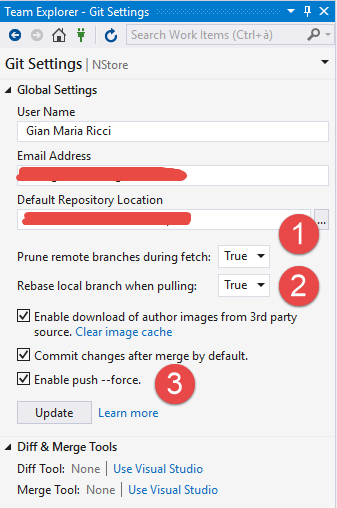 Team Explorer - Git Settings
Search Work Items (Ctrl+à)
Git Settings | NStore
Global Settings
User Name
Gian Maria Ricci
Email Address
Default Repository Location
...
1
Prune remote branches during fetch: True
Rebase local branch when pulling: True
2
Enable download of author images from 3rd party
source. Clear image cache
Commit changes after merge by default.
Enable push --force.
3
Update Learn more
Diff & Merge Tools
Diff Tool: None | Use Visual Studio
Merge Tool: None | Use Visual Studio